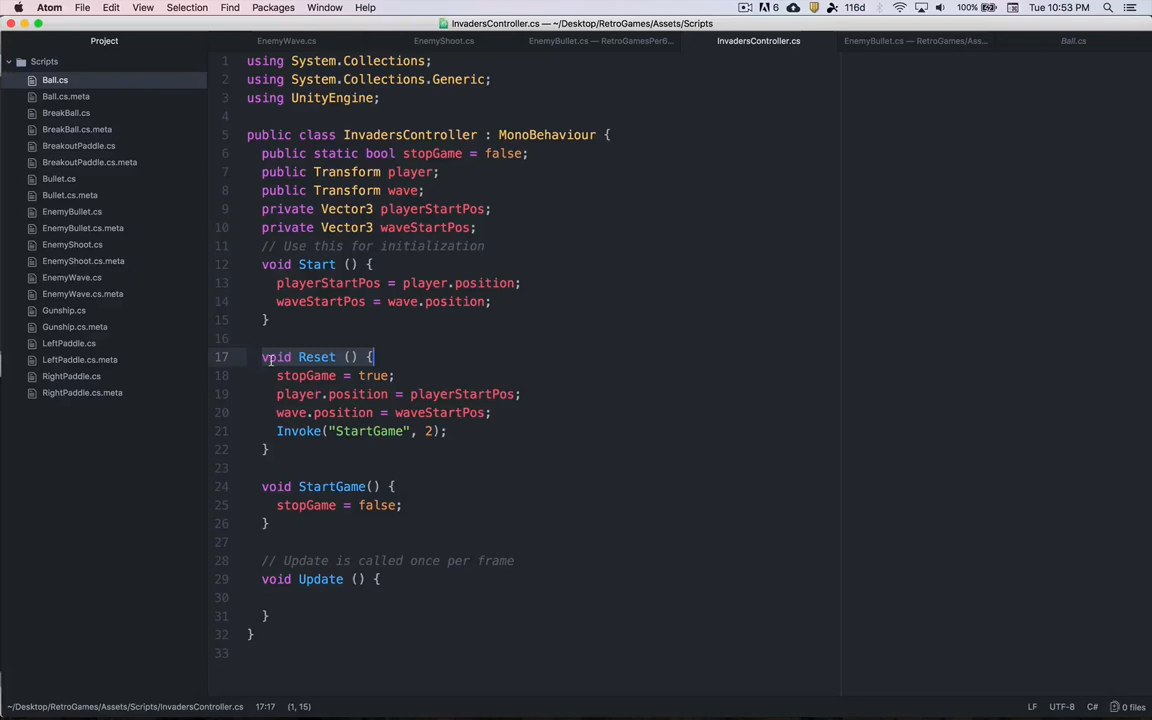 Atom File Edit View Selection Find Packages Window Help 6 116d 100% Tue 10:53 PM
InvadersController.cs — ~/Desktop/RetroGames/Assets/Scripts
Project EnemyWave.cs EnemyShoot.cs EnemyBullet.cs — RetroGamesPer6... InvadersController.cs EnemyBullet.cs — RetroGames/Ass... Ball.cs
Scripts
Ball.cs
Ball.cs.meta
BreakBall.cs
BreakBall.cs.meta
BreakoutPaddle.cs
BreakoutPaddle.cs.meta
Bullet.cs
Bullet.cs.meta
EnemyBullet.cs
EnemyBullet.cs.meta
EnemyShoot.cs
EnemyShoot.cs.meta
EnemyWave.cs
EnemyWave.cs.meta
Gunship.cs
Gunship.cs.meta
LeftPaddle.cs
LeftPaddle.cs.meta
RightPaddle.cs
RightPaddle.cs.meta
1 using System.Collections;
2 using System.Collections.Generic;
3 using UnityEngine;
4
5 public class InvadersController : MonoBehaviour {
6 public static bool stopGame = false;
7 public Transform player;
8 public Transform wave;
9 private Vector3 playerStartPos;
10 private Vector3 waveStartPos;
11 // Use this for initialization
12 void Start () {
13 playerStartPos = player.position;
14 waveStartPos = wave.position;
15 }
16
17 void Reset () {
18 stopGame = true;
19 player.position = playerStartPos;
20 wave.position = waveStartPos;
21 Invoke("StartGame", 2);
22 }
23
24 void StartGame() {
25 stopGame = false;
26 }
27
28 // Update is called once per frame
29 void Update () {
30
31 }
32 }
33
~/Desktop/RetroGames/Assets/Scripts/InvadersController.cs 17:17 (1, 15) LF UTF-8 C# 0 files